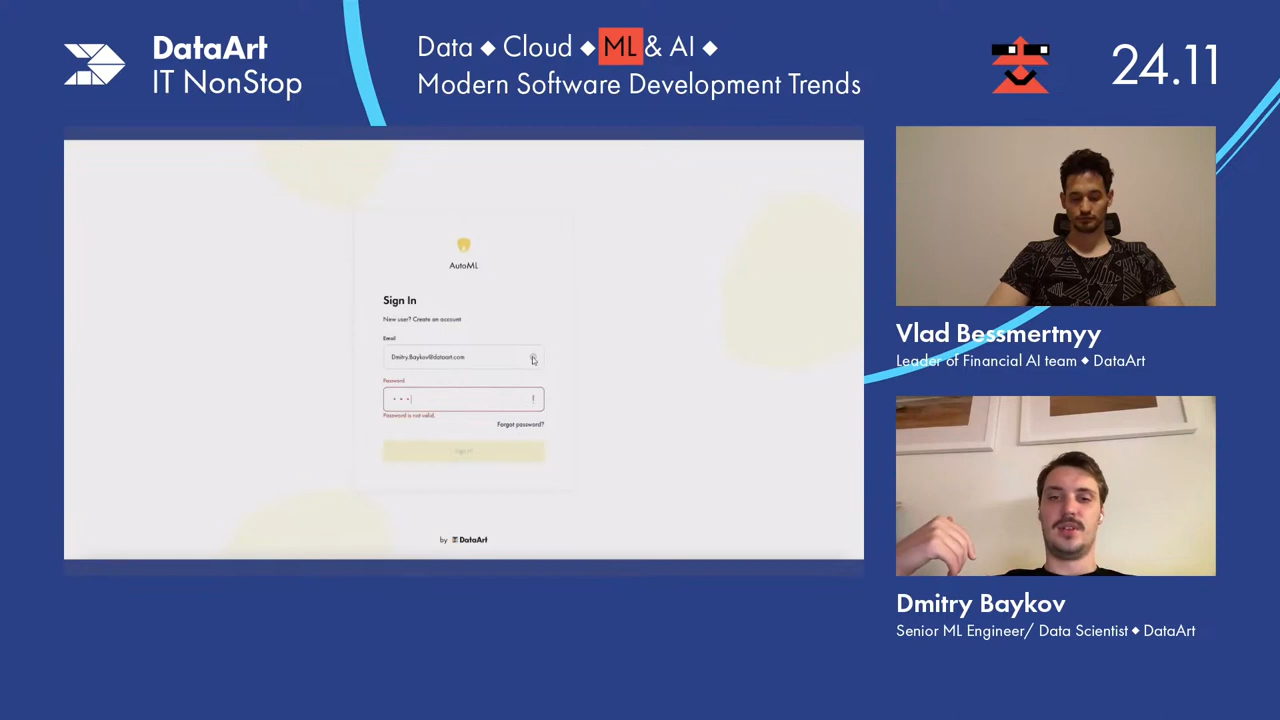 DataArt
IT NonStop
Data ◆ Cloud ◆ ML & AI ◆
Modern Software Development Trends
24.11
AutoML
Sign In
New user? Create an account
Email
Dmitry.Baykov@dataart.com
Password
Password is not valid.
Forgot password?
Sign In
by DataArt
Vlad Bessmertnyy
Leader of Financial AI team ◆ DataArt
Dmitry Baykov
Senior ML Engineer/ Data Scientist ◆ DataArt